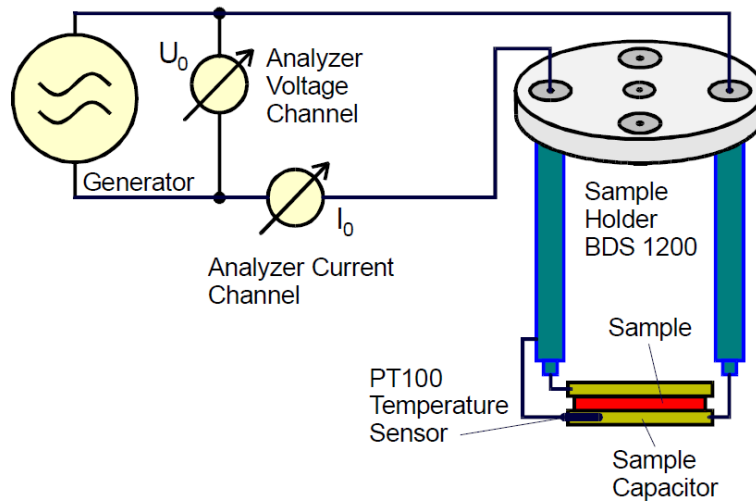 U0
Analyzer
Voltage
Channel
Generator
I0
Analyzer Current
Channel
Sample
Holder
BDS 1200
Sample
PT100
Temperature
Sensor
Sample
Capacitor